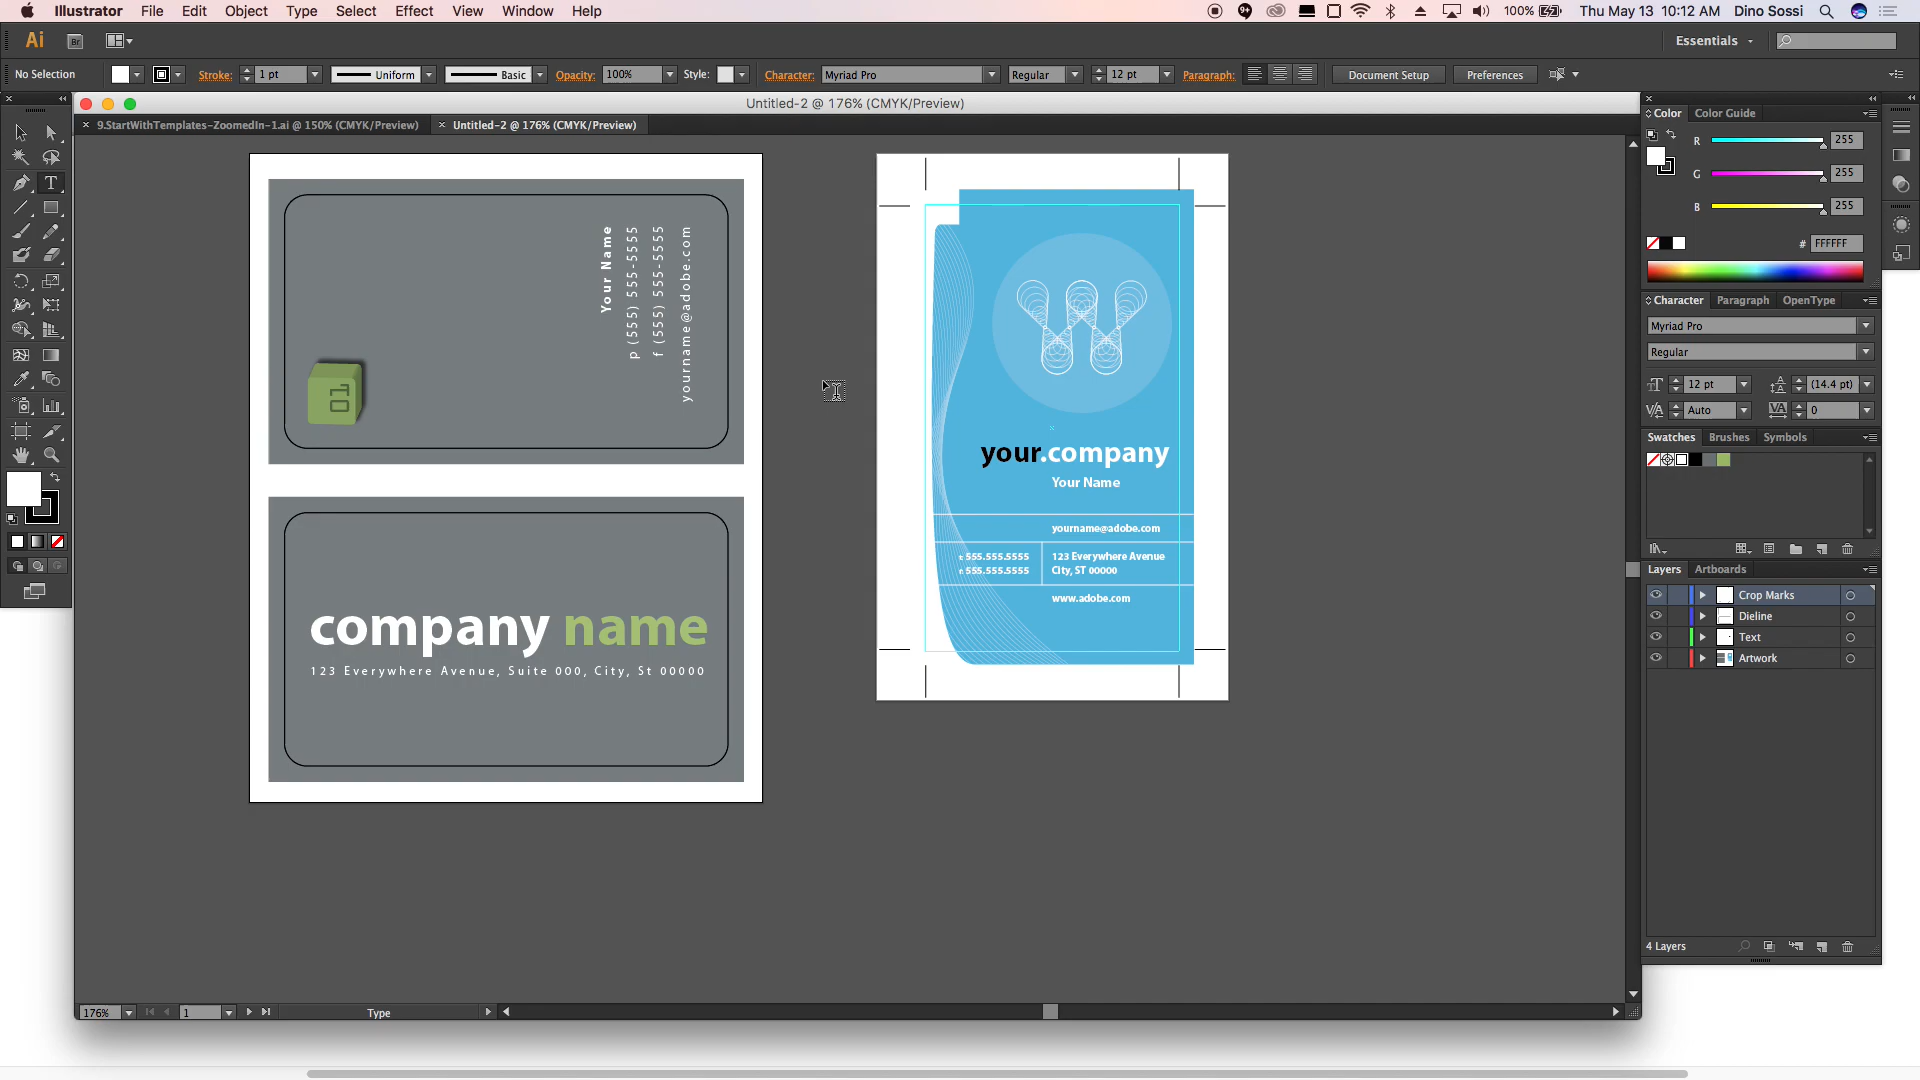 Illustrator File Edit Object Type Select Effect View Window Help
100% Thu May 13 10:12 AM Dino Sossi
Ai Br Essentials
No Selection Stroke: 1 pt Uniform Basic Opacity: 100% Style: Character: Myriad Pro Regular 12 pt Paragraph: Document Setup Preferences
Untitled-2 @ 176% (CMYK/Preview)
9.StartWithTemplates-ZoomedIn-1.ai @ 150% (CMYK/Preview)
Untitled-2 @ 176% (CMYK/Preview)
Your Name
p (555) 555-5555
f (555) 555-5555
yourname@adobe.com
01
company name
123 Everywhere Avenue, Suite 000, City, St 00000
your.company
Your Name
yourname@adobe.com
t: 555.555.5555
f: 555.555.5555
123 Everywhere Avenue
City, ST 00000
www.adobe.com
Color Color Guide
R 255
G 255
B 255
# FFFFFF
Character Paragraph OpenType
Myriad Pro
Regular
12 pt (14.4 pt)
Auto 0
Swatches Brushes Symbols
Layers Artboards
Crop Marks
Dieline
Text
Artwork
4 Layers
176% 1 Type